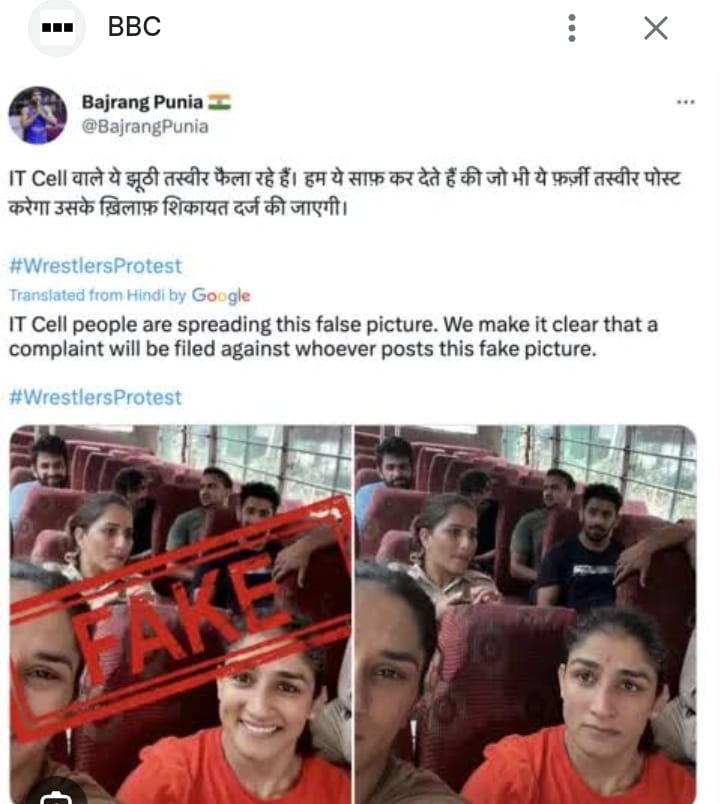 BBC
Bajrang Punia
@BajrangPunia
IT Cell वाले ये झूठी तस्वीर फैला रहे हैं। हम ये साफ़ कर देते हैं की जो भी ये फ़र्ज़ी तस्वीर पोस्ट
करेगा उसके ख़िलाफ़ शिकायत दर्ज की जाएगी।
#WrestlersProtest
Translated from Hindi by Google
IT Cell people are spreading this false picture. We make it clear that a
complaint will be filed against whoever posts this fake picture.
#WrestlersProtest
FAKE